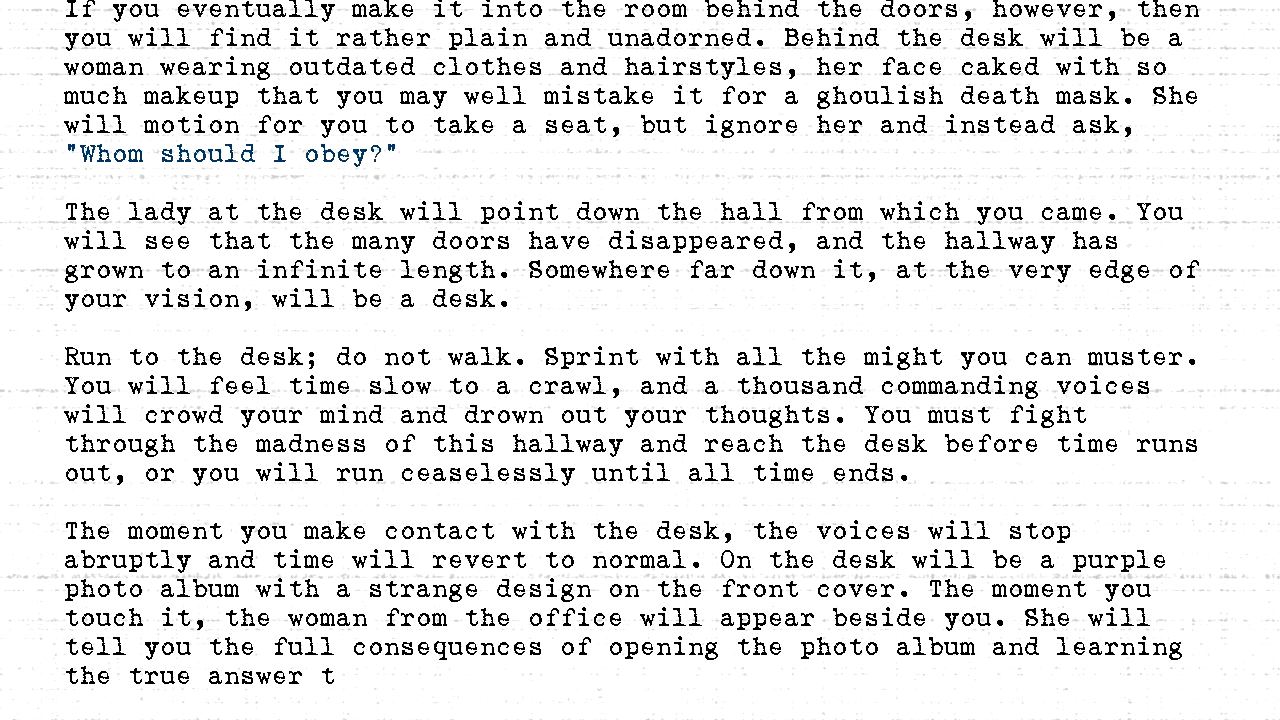 If you eventually make it into the room behind the doors, however, then
you will find it rather plain and unadorned. Behind the desk will be a
woman wearing outdated clothes and hairstyles, her face caked with so
much makeup that you may well mistake it for a ghoulish death mask. She
will motion for you to take a seat, but ignore her and instead ask,
"Whom should I obey?"
The lady at the desk will point down the hall from which you came. You
will see that the many doors have disappeared, and the hallway has
grown to an infinite length. Somewhere far down it, at the very edge of
your vision, will be a desk.
Run to the desk; do not walk. Sprint with all the might you can muster.
You will feel time slow to a crawl, and a thousand commanding voices
will crowd your mind and drown out your thoughts. You must fight
through the madness of this hallway and reach the desk before time runs
out, or you will run ceaselessly until all time ends.
The moment you make contact with the desk, the voices will stop
abruptly and time will revert to normal. On the desk will be a purple
photo album with a strange design on the front cover. The moment you
touch it, the woman from the office will appear beside you. She will
tell you the full consequences of opening the photo album and learning
the true answer t